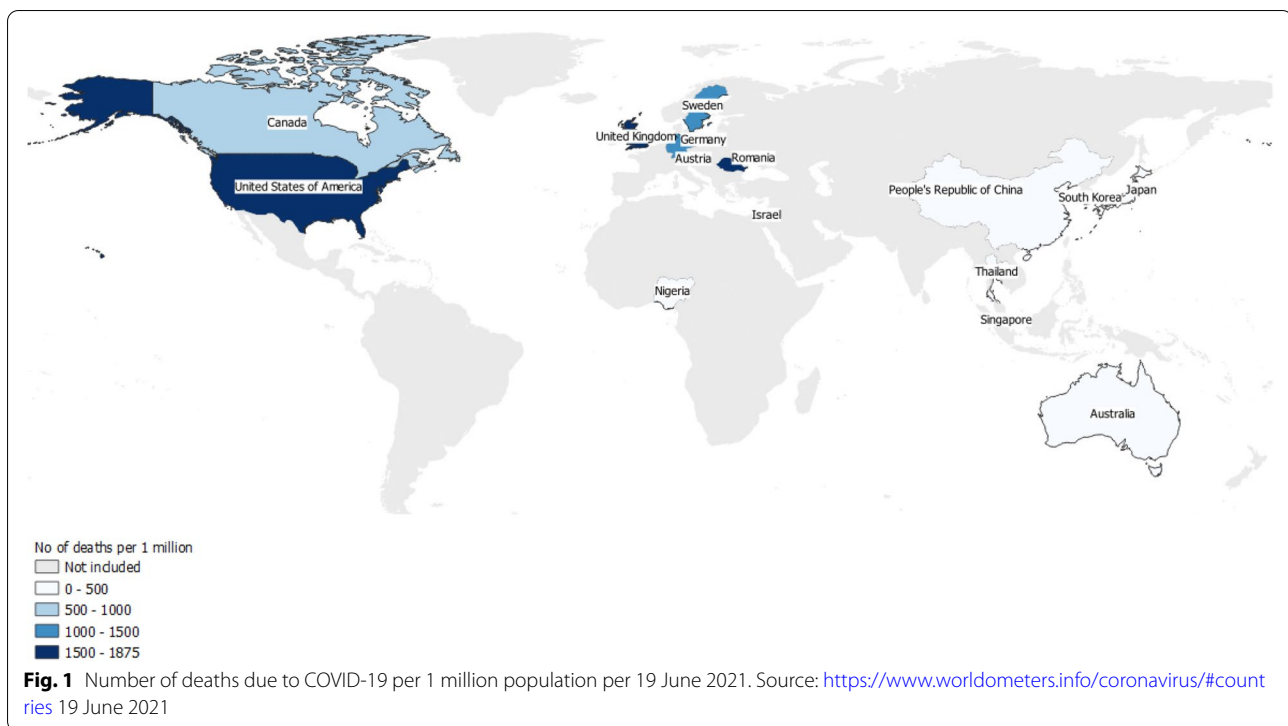 Sweden
Canada
United Kingdom
Germany
Austria
Romania
United States of America
People's Republic of China
South Korea
Japan
Israel
Thailand
Nigeria
Singapore
Australia
No of deaths per 1 million
Not included
0 - 500
500 - 1000
1000 - 1500
1500 - 1875
Fig. 1 Number of deaths due to COVID-19 per 1 million population per 19 June 2021. Source: https://www.worldometers.info/coronavirus/#count
ries 19 June 2021